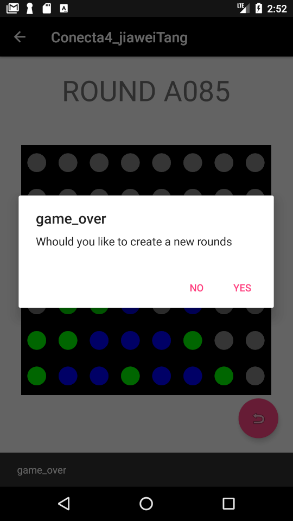 2:52
Conecta4_jiaweiTang
ROUND A085
game_over
Whould you like to create a new rounds
NO YES
game_over